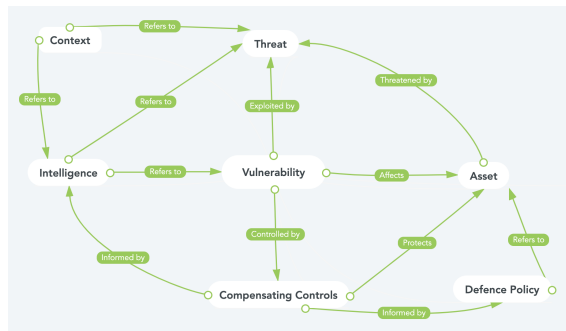 Refers to
Context
Threat
Threatened by
Refers to
Refers to
Exploited by
Intelligence
Refers to
Vulnerability
Affects
Asset
Controlled by
Protects
Refers to
Informed by
Compensating Controls
Defence Policy
Informed by